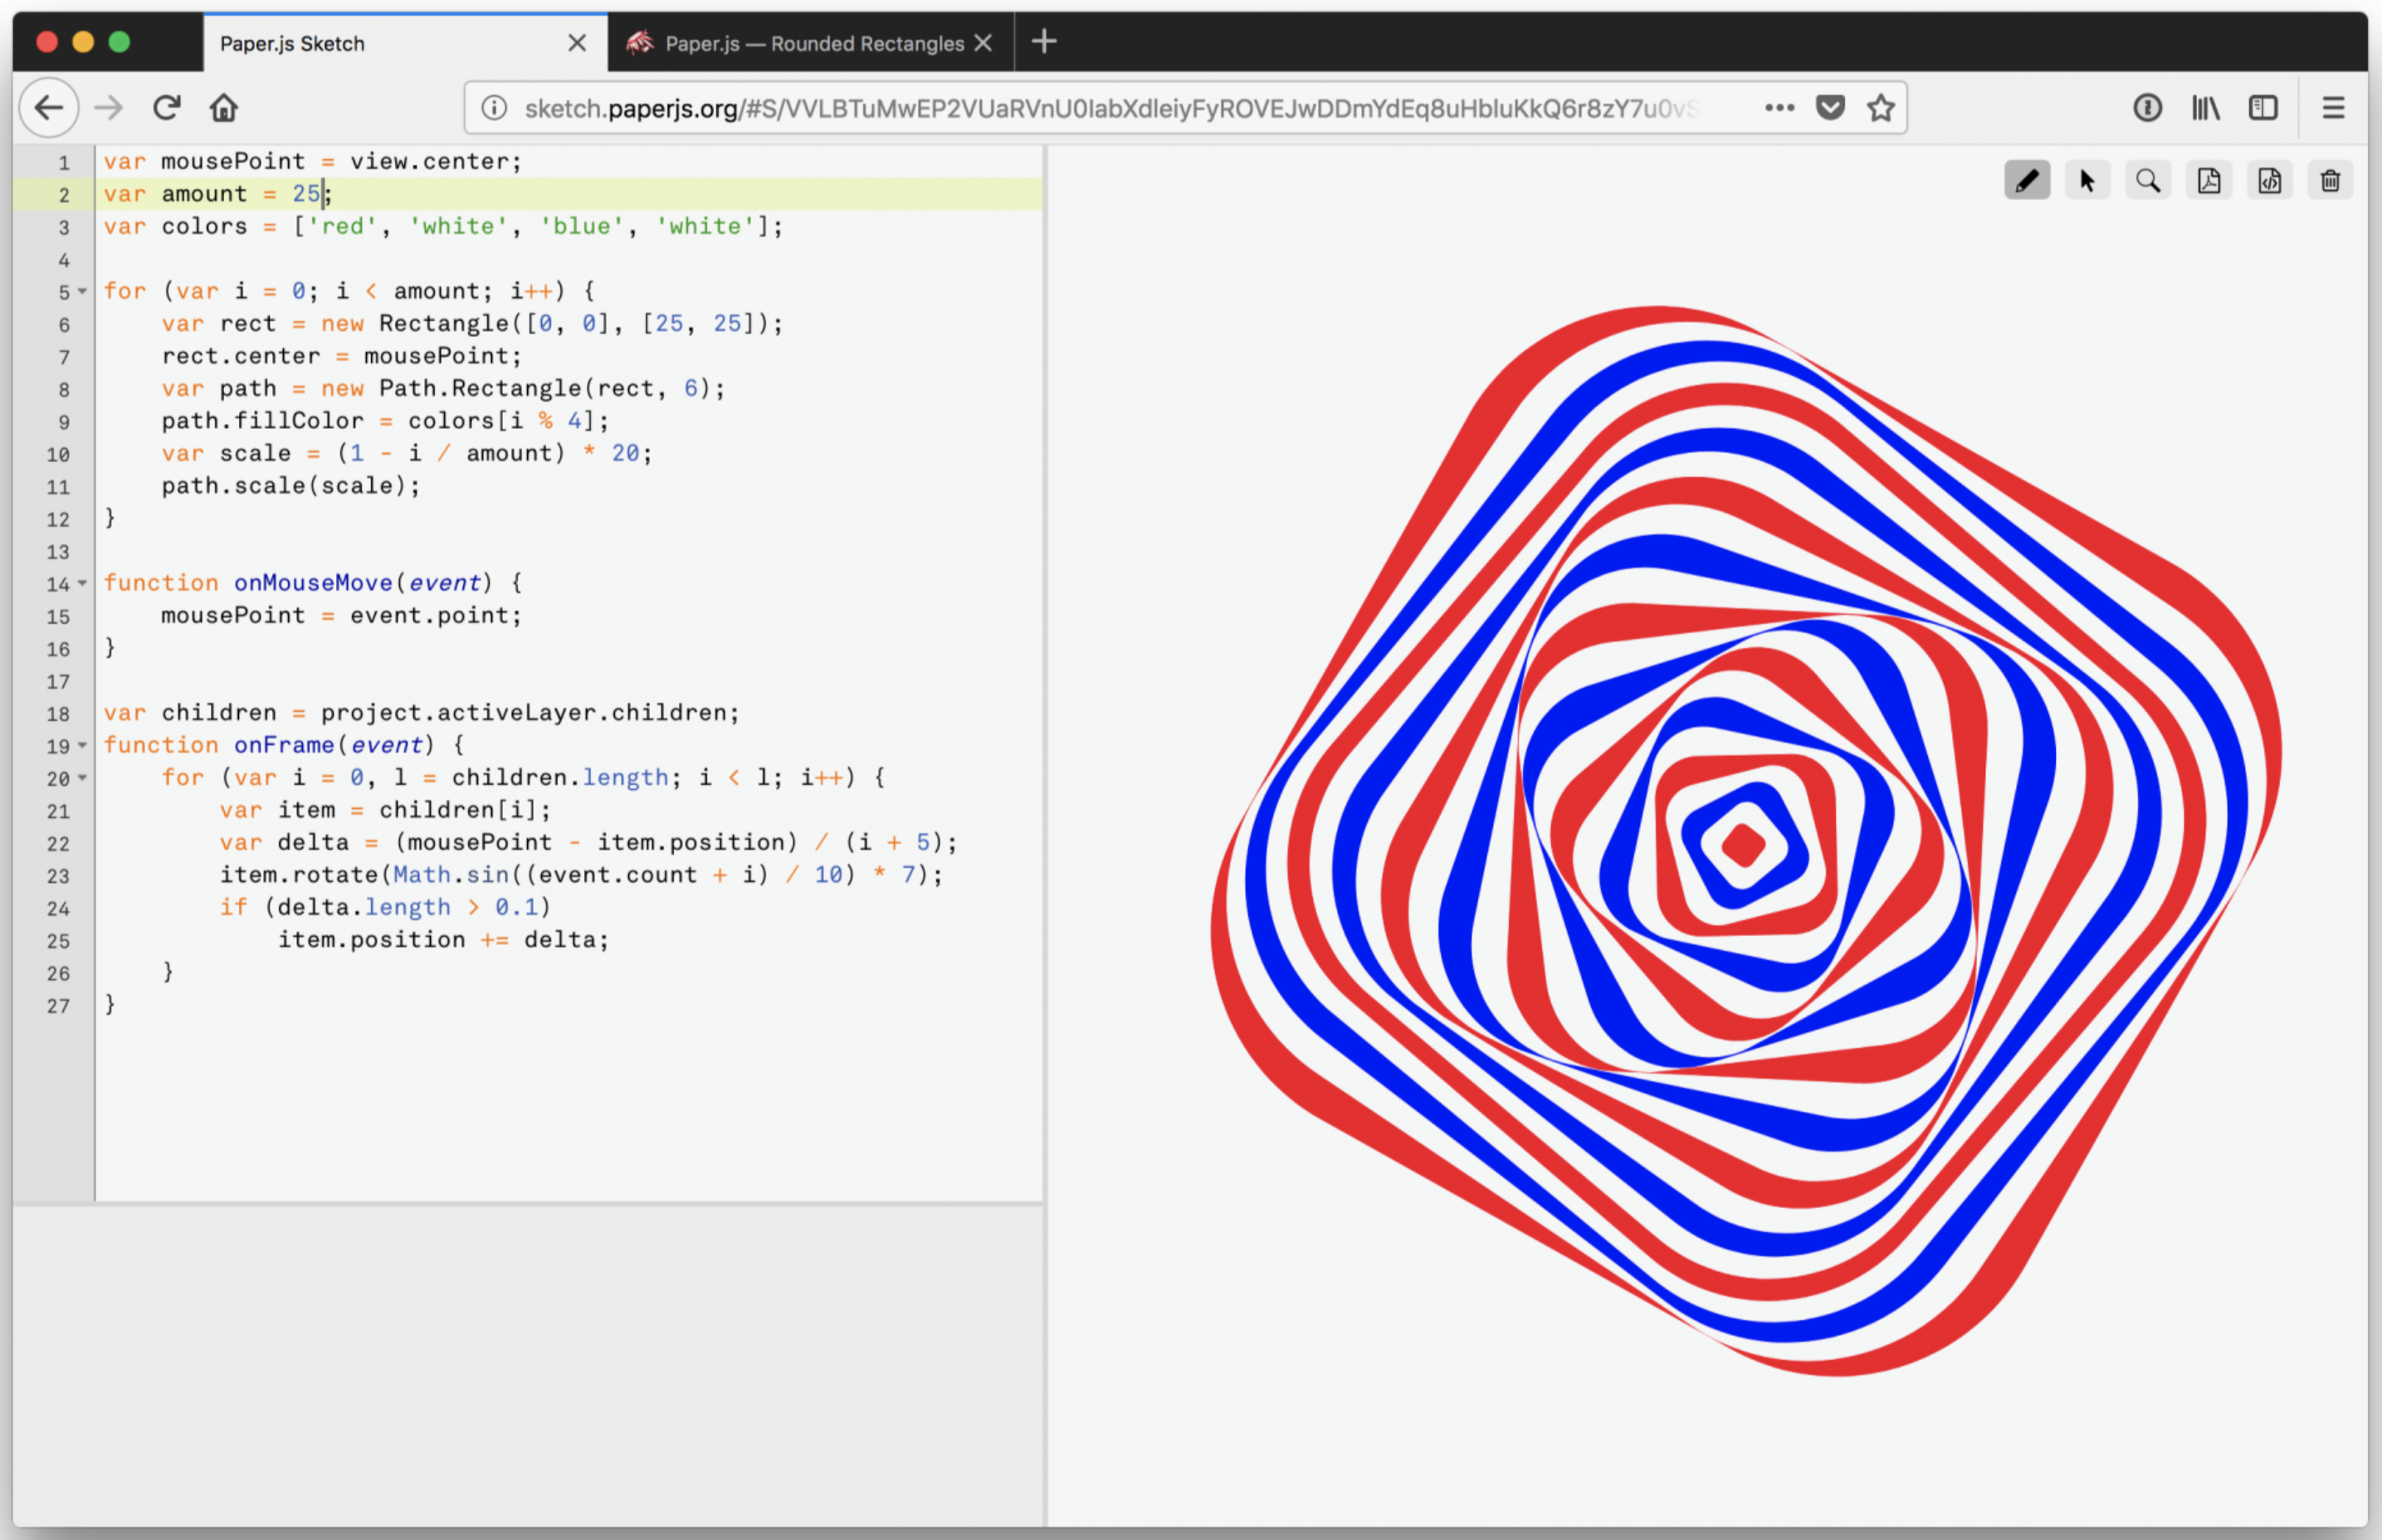 Paper.js Sketch
Paper.js — Rounded Rectangles
sketch.paperjs.org/#S/VVLBTuMwEP2VUaRVnU0IabXdleiyFyROVEJwDDmYdEq8uHbluKkQ6r8zY7u0v
1 var mousePoint = view.center;
2 var amount = 25;
3 var colors = ['red', 'white', 'blue', 'white'];
4
5 for (var i = 0; i < amount; i++) {
6     var rect = new Rectangle([0, 0], [25, 25]);
7     rect.center = mousePoint;
8     var path = new Path.Rectangle(rect, 6);
9     path.fillColor = colors[i % 4];
10     var scale = (1 - i / amount) * 20;
11     path.scale(scale);
12 }
13
14 function onMouseMove(event) {
15     mousePoint = event.point;
16 }
17
18 var children = project.activeLayer.children;
19 function onFrame(event) {
20     for (var i = 0, l = children.length; i < l; i++) {
21         var item = children[i];
22         var delta = (mousePoint - item.position) / (i + 5);
23         item.rotate(Math.sin((event.count + i) / 10) * 7);
24         if (delta.length > 0.1)
25             item.position += delta;
26     }
27 }